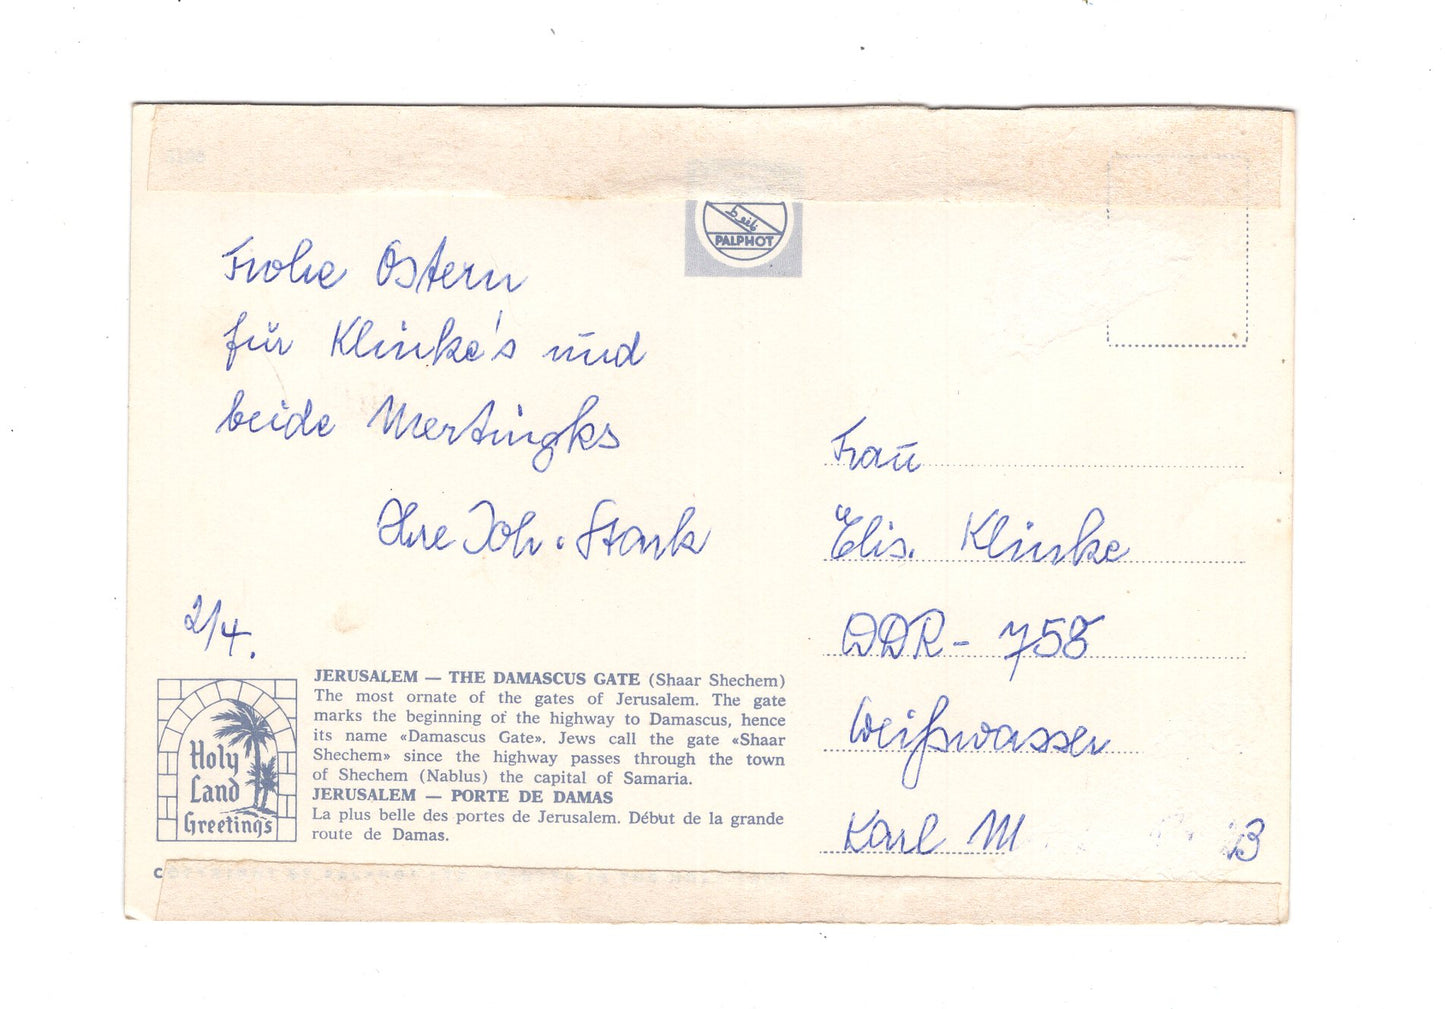 Frohe Ostern
für Klinke's und
beide Mertingks
Ihre Joh. Stark
2/4.
beib
PALPHOT
Frau
Elis. Klinke
DDR - 758
Weißwasser
Karl M 23
Holy
Land
Greetings
JERUSALEM — THE DAMASCUS GATE (Shaar Shechem)
The most ornate of the gates of Jerusalem. The gate
marks the beginning of the highway to Damascus, hence
its name «Damascus Gate». Jews call the gate «Shaar
Shechem» since the highway passes through the town
of Shechem (Nablus) the capital of Samaria.
JERUSALEM — PORTE DE DAMAS
La plus belle des portes de Jerusalem. Début de la grande
route de Damas.